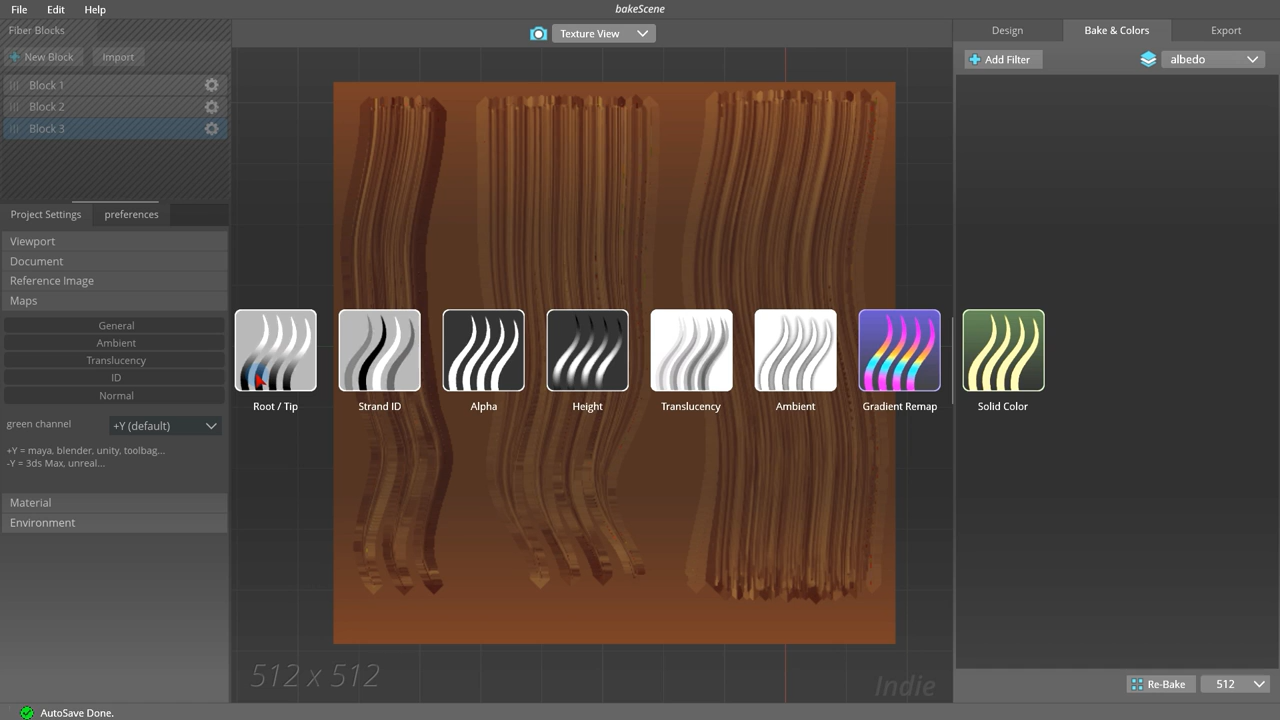 File Edit Help
bakeScene
Fiber Blocks
Texture View
Design
Bake & Colors
Export
New Block
Import
Add Filter
albedo
Block 1
Block 2
Block 3
Project Settings
preferences
Viewport
Document
Reference Image
Maps
General
Ambient
Translucency
ID
Normal
green channel
+Y (default)
+Y = maya, blender, unity, toolbag...
-Y = 3ds Max, unreal...
Material
Environment
Root / Tip
Strand ID
Alpha
Height
Translucency
Ambient
Gradient Remap
Solid Color
512 x 512
Indie
Re-Bake
512
AutoSave Done.